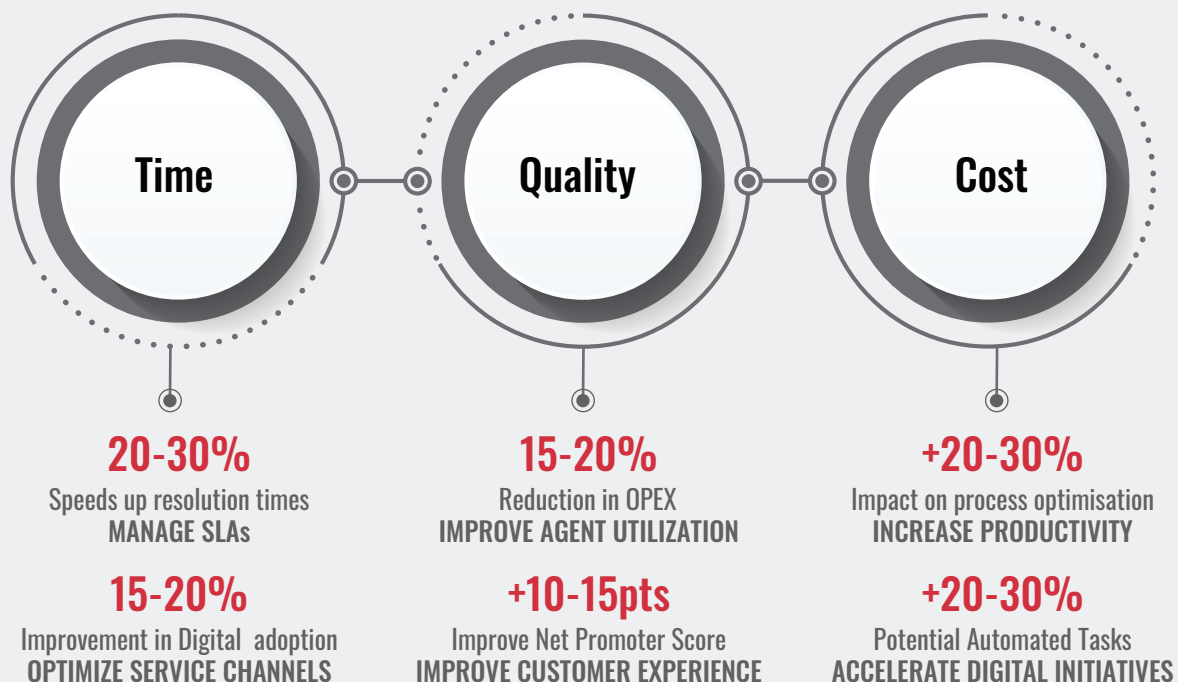 Time
Quality
Cost
20-30%
Speeds up resolution times
MANAGE SLAs
15-20%
Improvement in Digital adoption
OPTIMIZE SERVICE CHANNELS
15-20%
Reduction in OPEX
IMPROVE AGENT UTILIZATION
+10-15pts
Improve Net Promoter Score
IMPROVE CUSTOMER EXPERIENCE
+20-30%
Impact on process optimisation
INCREASE PRODUCTIVITY
+20-30%
Potential Automated Tasks
ACCELERATE DIGITAL INITIATIVES